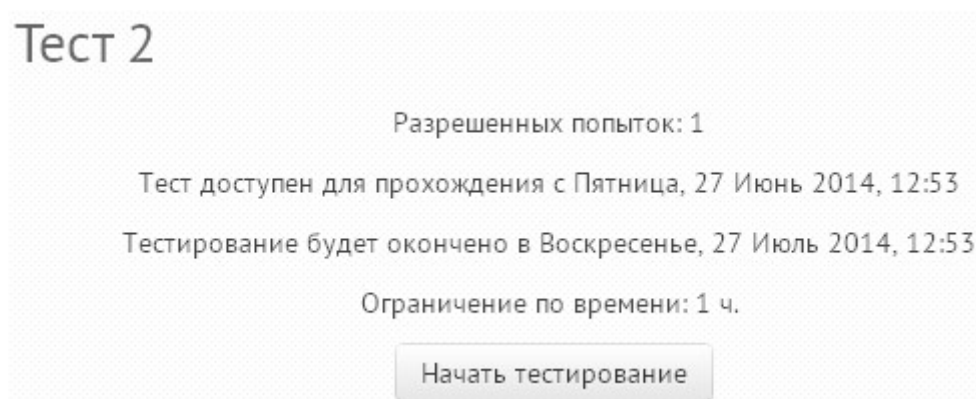 Тест 2
Разрешенных попыток: 1
Тест доступен для прохождения с Пятница, 27 Июнь 2014, 12:53
Тестирование будет окончено в Воскресенье, 27 Июль 2014, 12:53
Ограничение по времени: 1 ч.
Начать тестирование